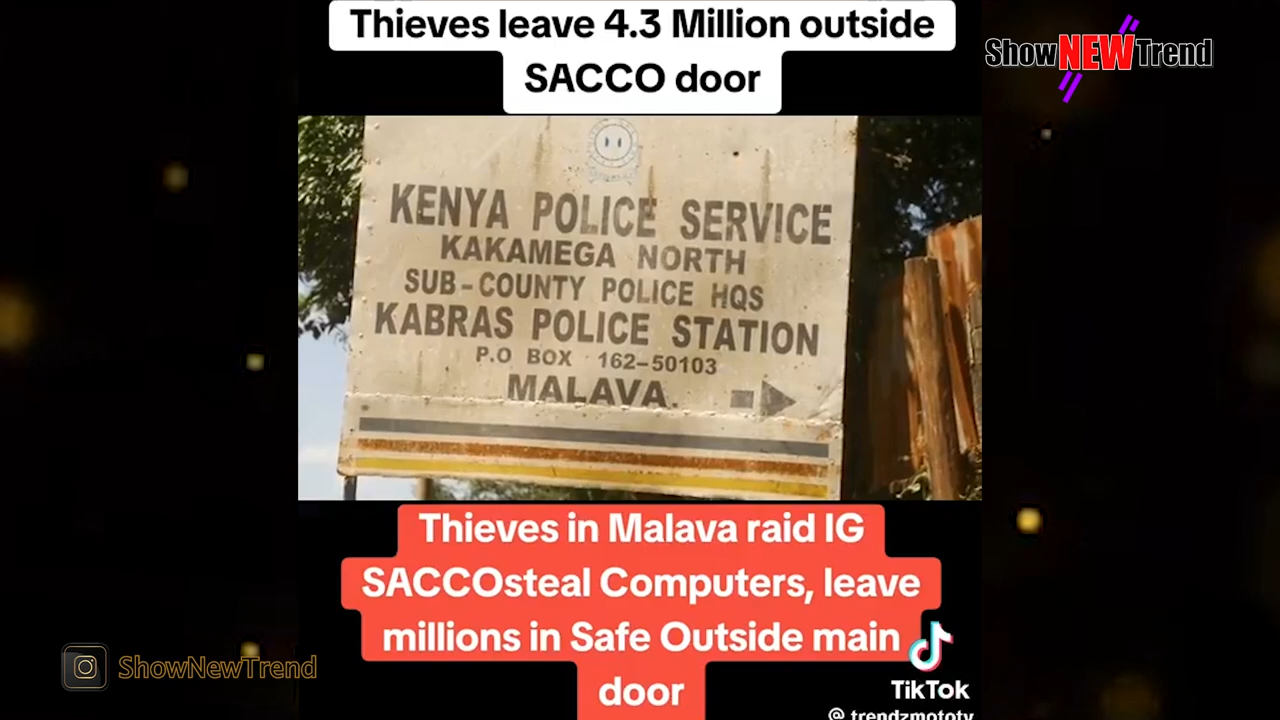 Thieves leave 4.3 Million outside
SACCO door
ShowNEWTrend
KENYA POLICE SERVICE
KAKAMEGA NORTH
SUB-COUNTY POLICE HQS
KABRAS POLICE STATION
P.O BOX 162-50103
MALAVA.
Thieves in Malava raid IG
SACCOsteal Computers, leave
millions in Safe Outside main
door
ShowNewTrend
TikTok
@ trendzmototv